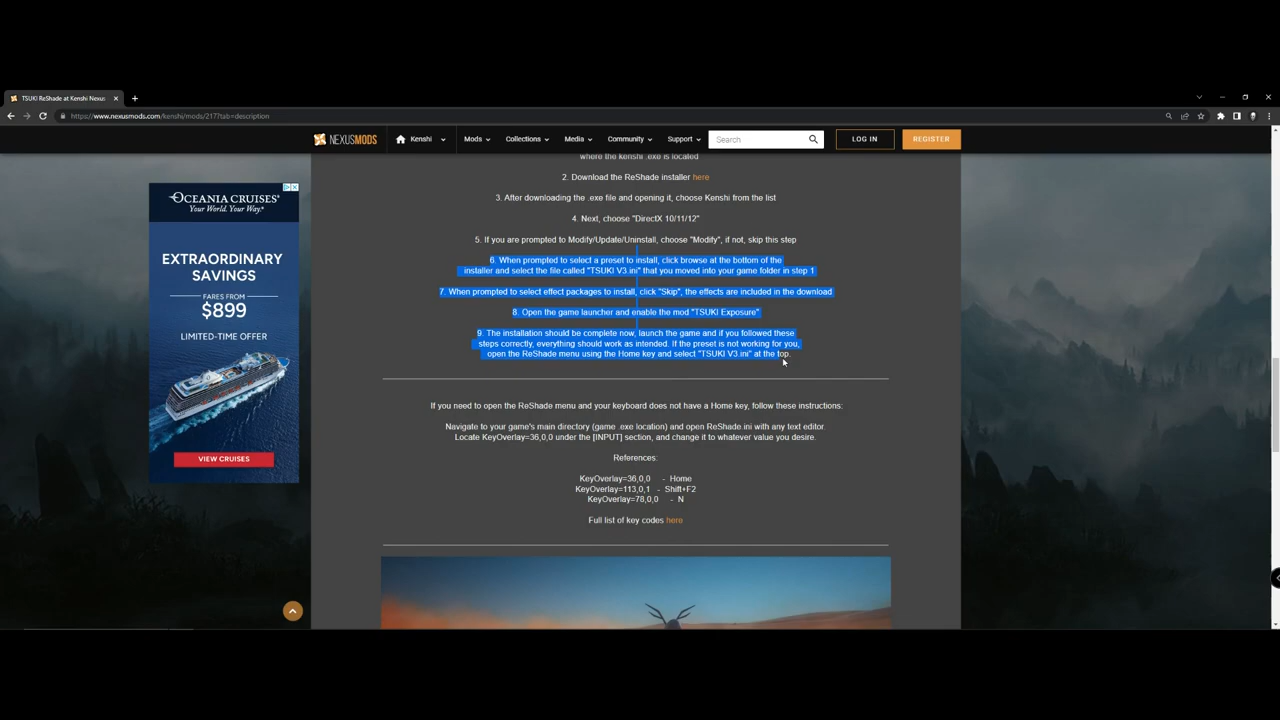 TSUKI ReShade at Kenshi Nexus
https://www.nexusmods.com/kenshi/mods/217?tab=description
NEXUSMODS
Kenshi
Mods
Collections
Media
Community
Support
Search
LOG IN
REGISTER
where the kenshi .exe is located
2. Download the ReShade installer here
3. After downloading the .exe file and opening it, choose Kenshi from the list
4. Next, choose "DirectX 10/11/12"
5. If you are prompted to Modify/Update/Uninstall, choose "Modify", if not, skip this step
6. When prompted to select a preset to install, click browse at the bottom of the
installer and select the file called "TSUKI V3.ini" that you moved into your game folder in step 1
7. When prompted to select effect packages to install, click "Skip", the effects are included in the download
8. Open the game launcher and enable the mod "TSUKI Exposure"
9. The installation should be complete now, launch the game and if you followed these
steps correctly, everything should work as intended. If the preset is not working for you,
open the ReShade menu using the Home key and select "TSUKI V3.ini" at the top.
If you need to open the ReShade menu and your keyboard does not have a Home key, follow these instructions:
Navigate to your game's main directory (game .exe location) and open ReShade.ini with any text editor.
Locate KeyOverlay=36,0,0 under the [INPUT] section, and change it to whatever value you desire.
References:
KeyOverlay=36,0,0 - Home
KeyOverlay=113,0,1 - Shift+F2
KeyOverlay=78,0,0 - N
Full list of key codes here
OCEANIA CRUISES®
Your World. Your Way.®
EXTRAORDINARY
SAVINGS
FARES FROM
$899
LIMITED-TIME OFFER
VIEW CRUISES